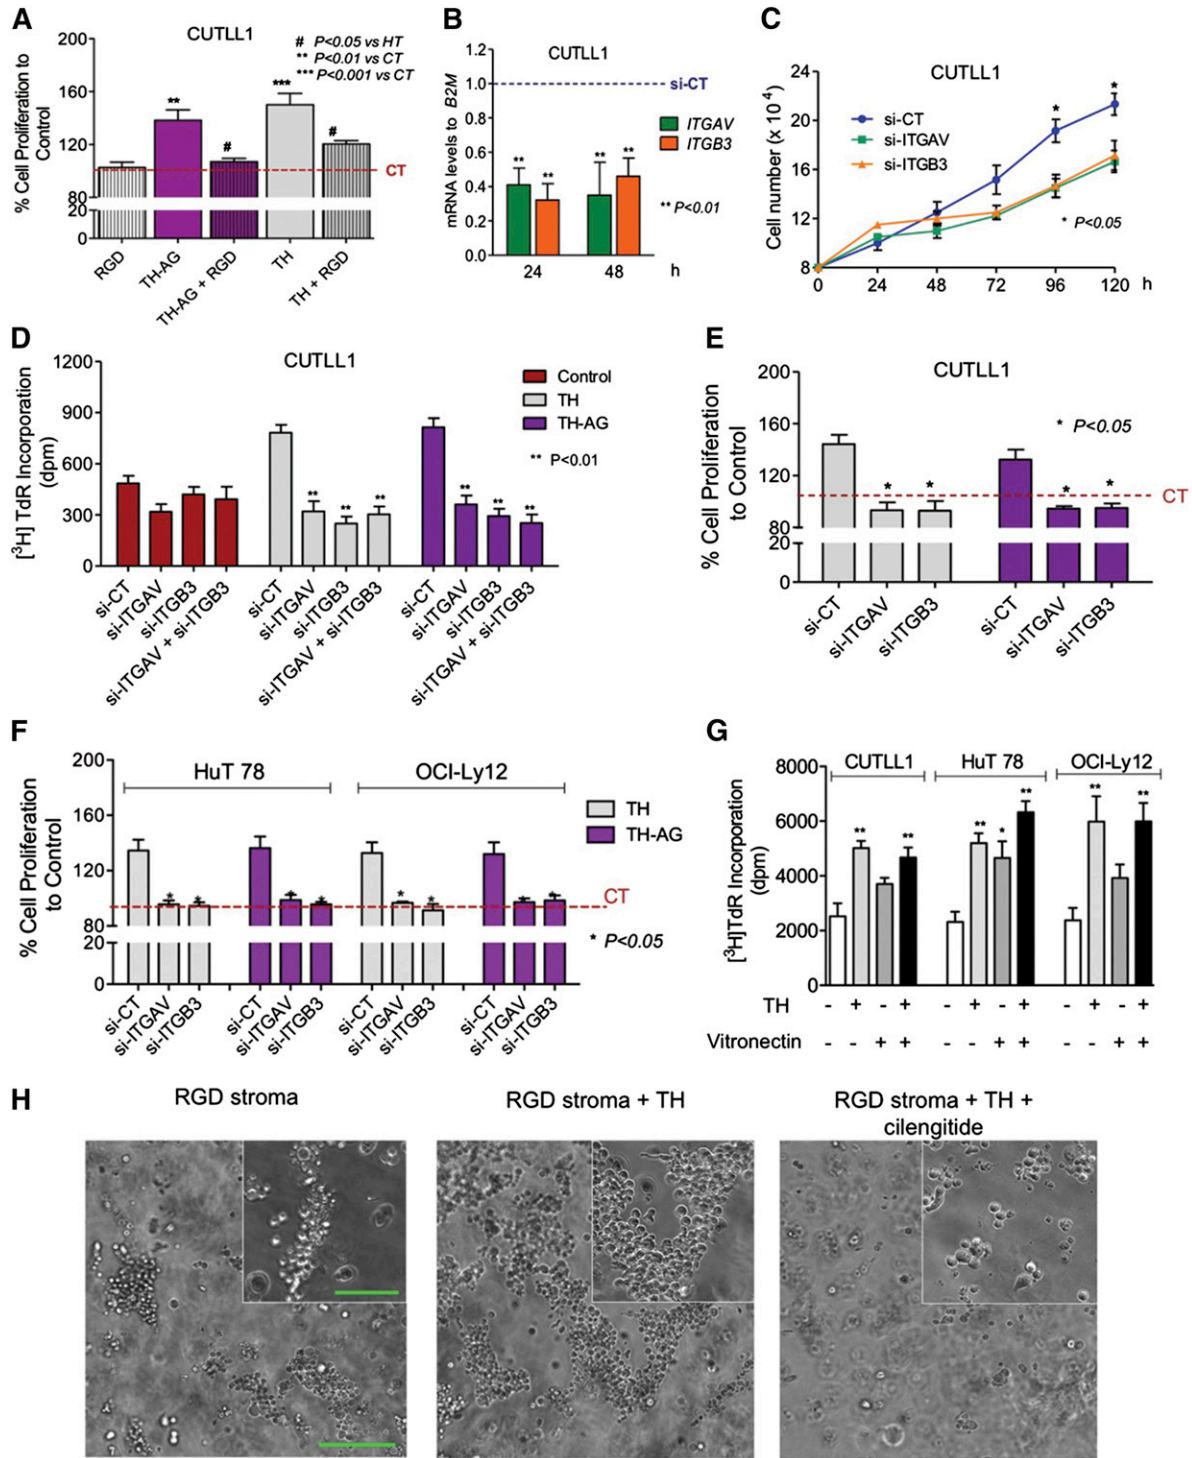 A
CUTLL1
# P<0.05 vs HT
** P<0.01 vs CT
*** P<0.001 vs CT
% Cell Proliferation to
Control
200
160
120
80
20
0
**
#
***
#
CT
RGD
TH-AG
TH-AG + RGD
TH
TH + RGD
B
CUTLL1
mRNA levels to B2M
1.2
1.0
0.8
0.6
0.4
0.2
0.0
si-CT
ITGAV
ITGB3
** ** ** **
** P<0.01
24 48 h
C
CUTLL1
Cell number (x 10⁴)
24
20
16
12
8
si-CT
si-ITGAV
si-ITGB3
* *
* P<0.05
0 24 48 72 96 120 h
D
CUTLL1
[³H] TdR Incorporation
(dpm)
1200
900
600
300
0
Control
TH
TH-AG
** P<0.01
** ** ** ** ** **
si-CT si-ITGAV si-ITGB3 si-ITGAV + si-ITGB3 si-CT si-ITGAV si-ITGB3 si-ITGAV + si-ITGB3 si-CT si-ITGAV si-ITGB3 si-ITGAV + si-ITGB3
E
CUTLL1
% Cell Proliferation
to Control
200
160
120
80
20
0
* P<0.05
* * * *
CT
si-CT si-ITGAV si-ITGB3 si-CT si-ITGAV si-ITGB3
F
HuT 78 OCI-Ly12
% Cell Proliferation
to Control
200
160
120
80
20
0
TH
TH-AG
CT
* * * * * * * *
* P<0.05
si-CT si-ITGAV si-ITGB3 si-CT si-ITGAV si-ITGB3 si-CT si-ITGAV si-ITGB3 si-CT si-ITGAV si-ITGB3
G
CUTLL1 HuT 78 OCI-Ly12
[³H]TdR Incorporation
(dpm)
8000
6000
4000
2000
0
** ** ** * ** ** **
TH - + - + - + - + - + - +
Vitronectin - - + + - - + + - - + +
H
RGD stroma
RGD stroma + TH
RGD stroma + TH +
cilengitide